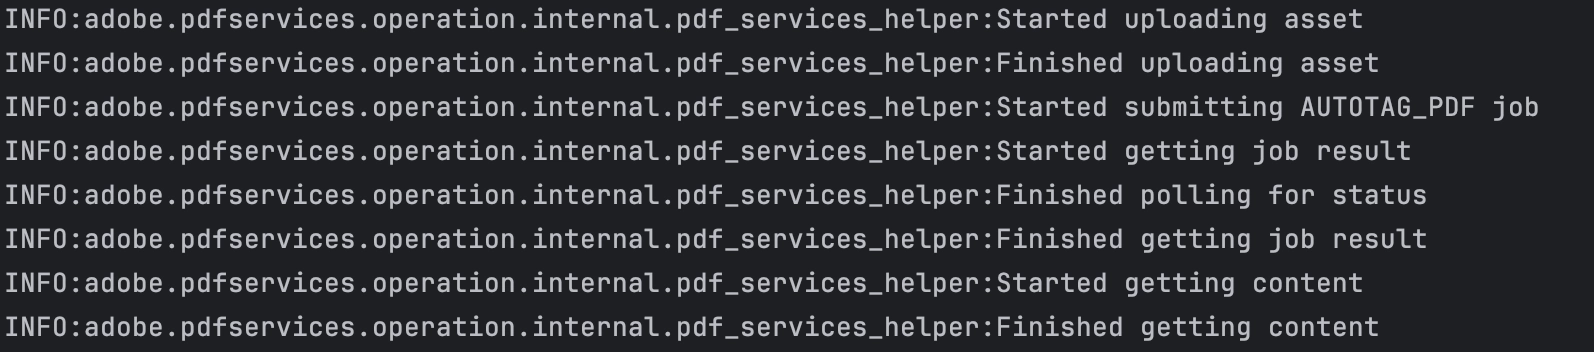 INFO:adobe.pdfservices.operation.internal.pdf_services_helper:Started uploading asset
INFO:adobe.pdfservices.operation.internal.pdf_services_helper:Finished uploading asset
INFO:adobe.pdfservices.operation.internal.pdf_services_helper:Started submitting AUTOTAG_PDF job
INFO:adobe.pdfservices.operation.internal.pdf_services_helper:Started getting job result
INFO:adobe.pdfservices.operation.internal.pdf_services_helper:Finished polling for status
INFO:adobe.pdfservices.operation.internal.pdf_services_helper:Finished getting job result
INFO:adobe.pdfservices.operation.internal.pdf_services_helper:Started getting content
INFO:adobe.pdfservices.operation.internal.pdf_services_helper:Finished getting content